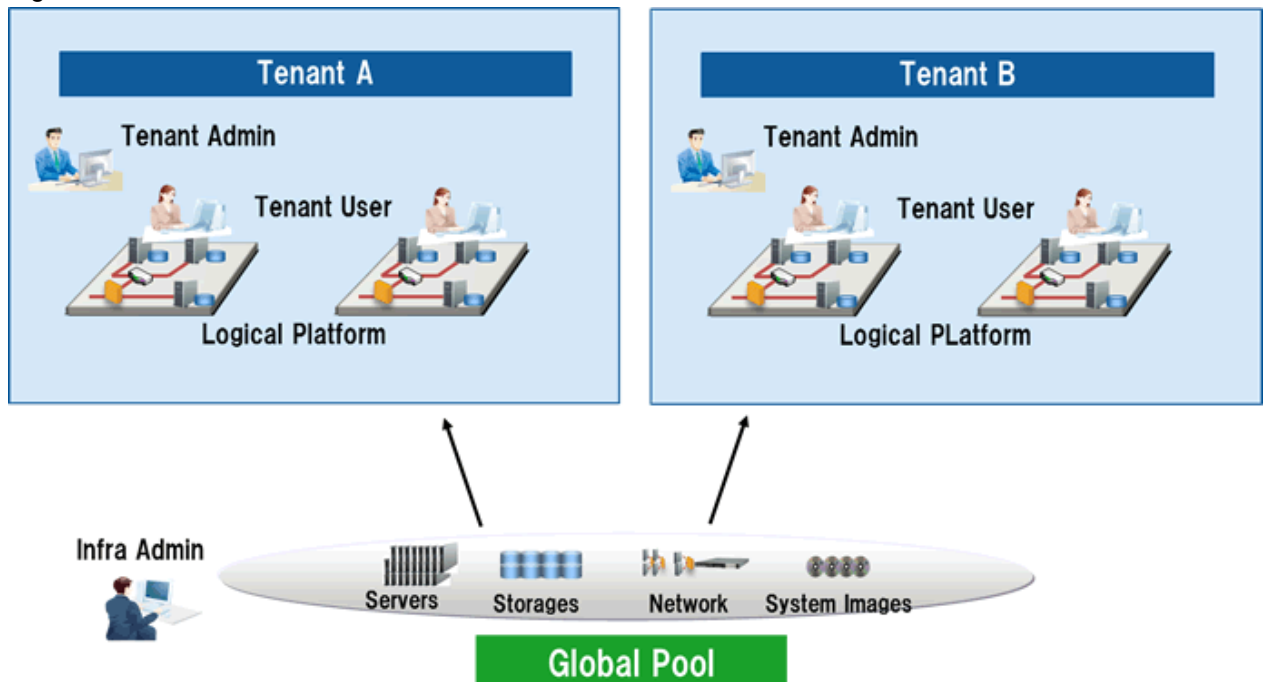 Tenant A
Tenant Admin
Tenant User
Logical Platform
Tenant B
Tenant Admin
Tenant User
Logical PLatform
Infra Admin
Servers
Storages
Network
System Images
Global Pool